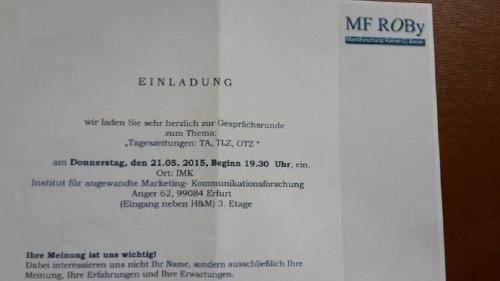 MF ROBy
Marktforschung Rainer O. Beyer
EINLADUNG
wir laden Sie sehr herzlich zur Gesprächsrunde
zum Thema:
„Tageszeitungen: TA, TLZ, OTZ “
am Donnerstag, den 21.05. 2015, Beginn 19.30 Uhr, ein.
Ort: IMK
Institut für angewandte Marketing- Kommunikationsforschung
Anger 62, 99084 Erfurt
(Eingang neben H&M) 3. Etage
Ihre Meinung ist uns wichtig!
Dabei interessieren uns nicht Ihr Name, sondern ausschließlich Ihre
Meinung, Ihre Erfahrungen und Ihre Erwartungen.